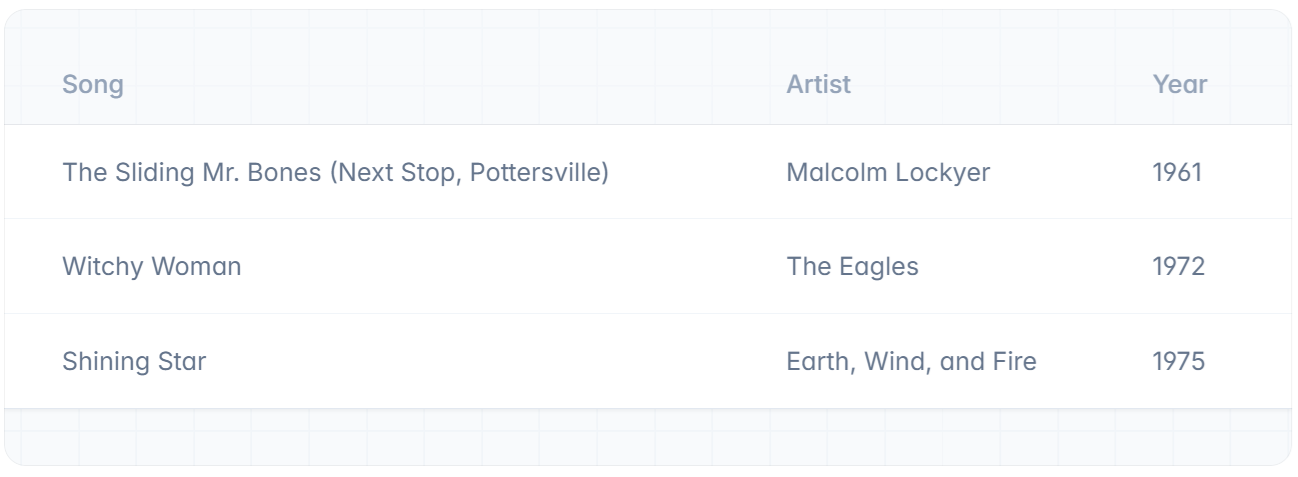 Song Artist Year
The Sliding Mr. Bones (Next Stop, Pottersville) Malcolm Lockyer 1961
Witchy Woman The Eagles 1972
Shining Star Earth, Wind, and Fire 1975